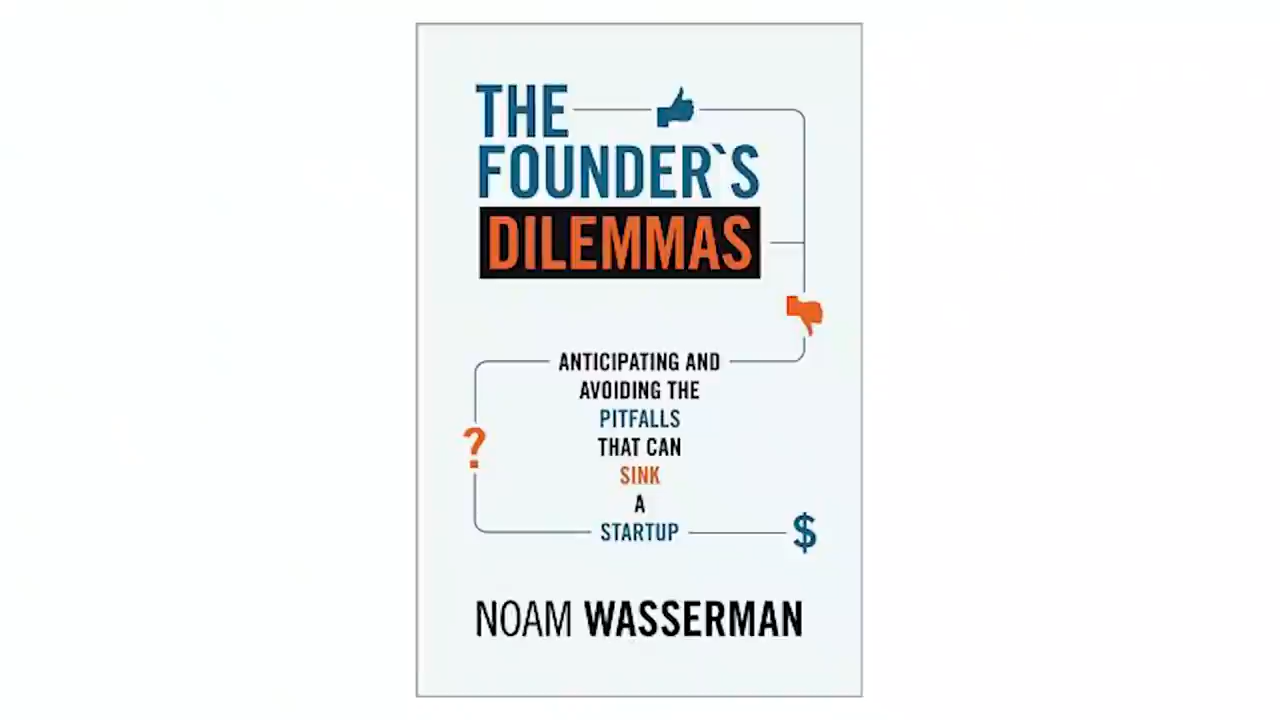 THE
FOUNDER`S
DILEMMAS
ANTICIPATING AND
AVOIDING THE
PITFALLS
THAT CAN
SINK
A
STARTUP
?
$
NOAM WASSERMAN